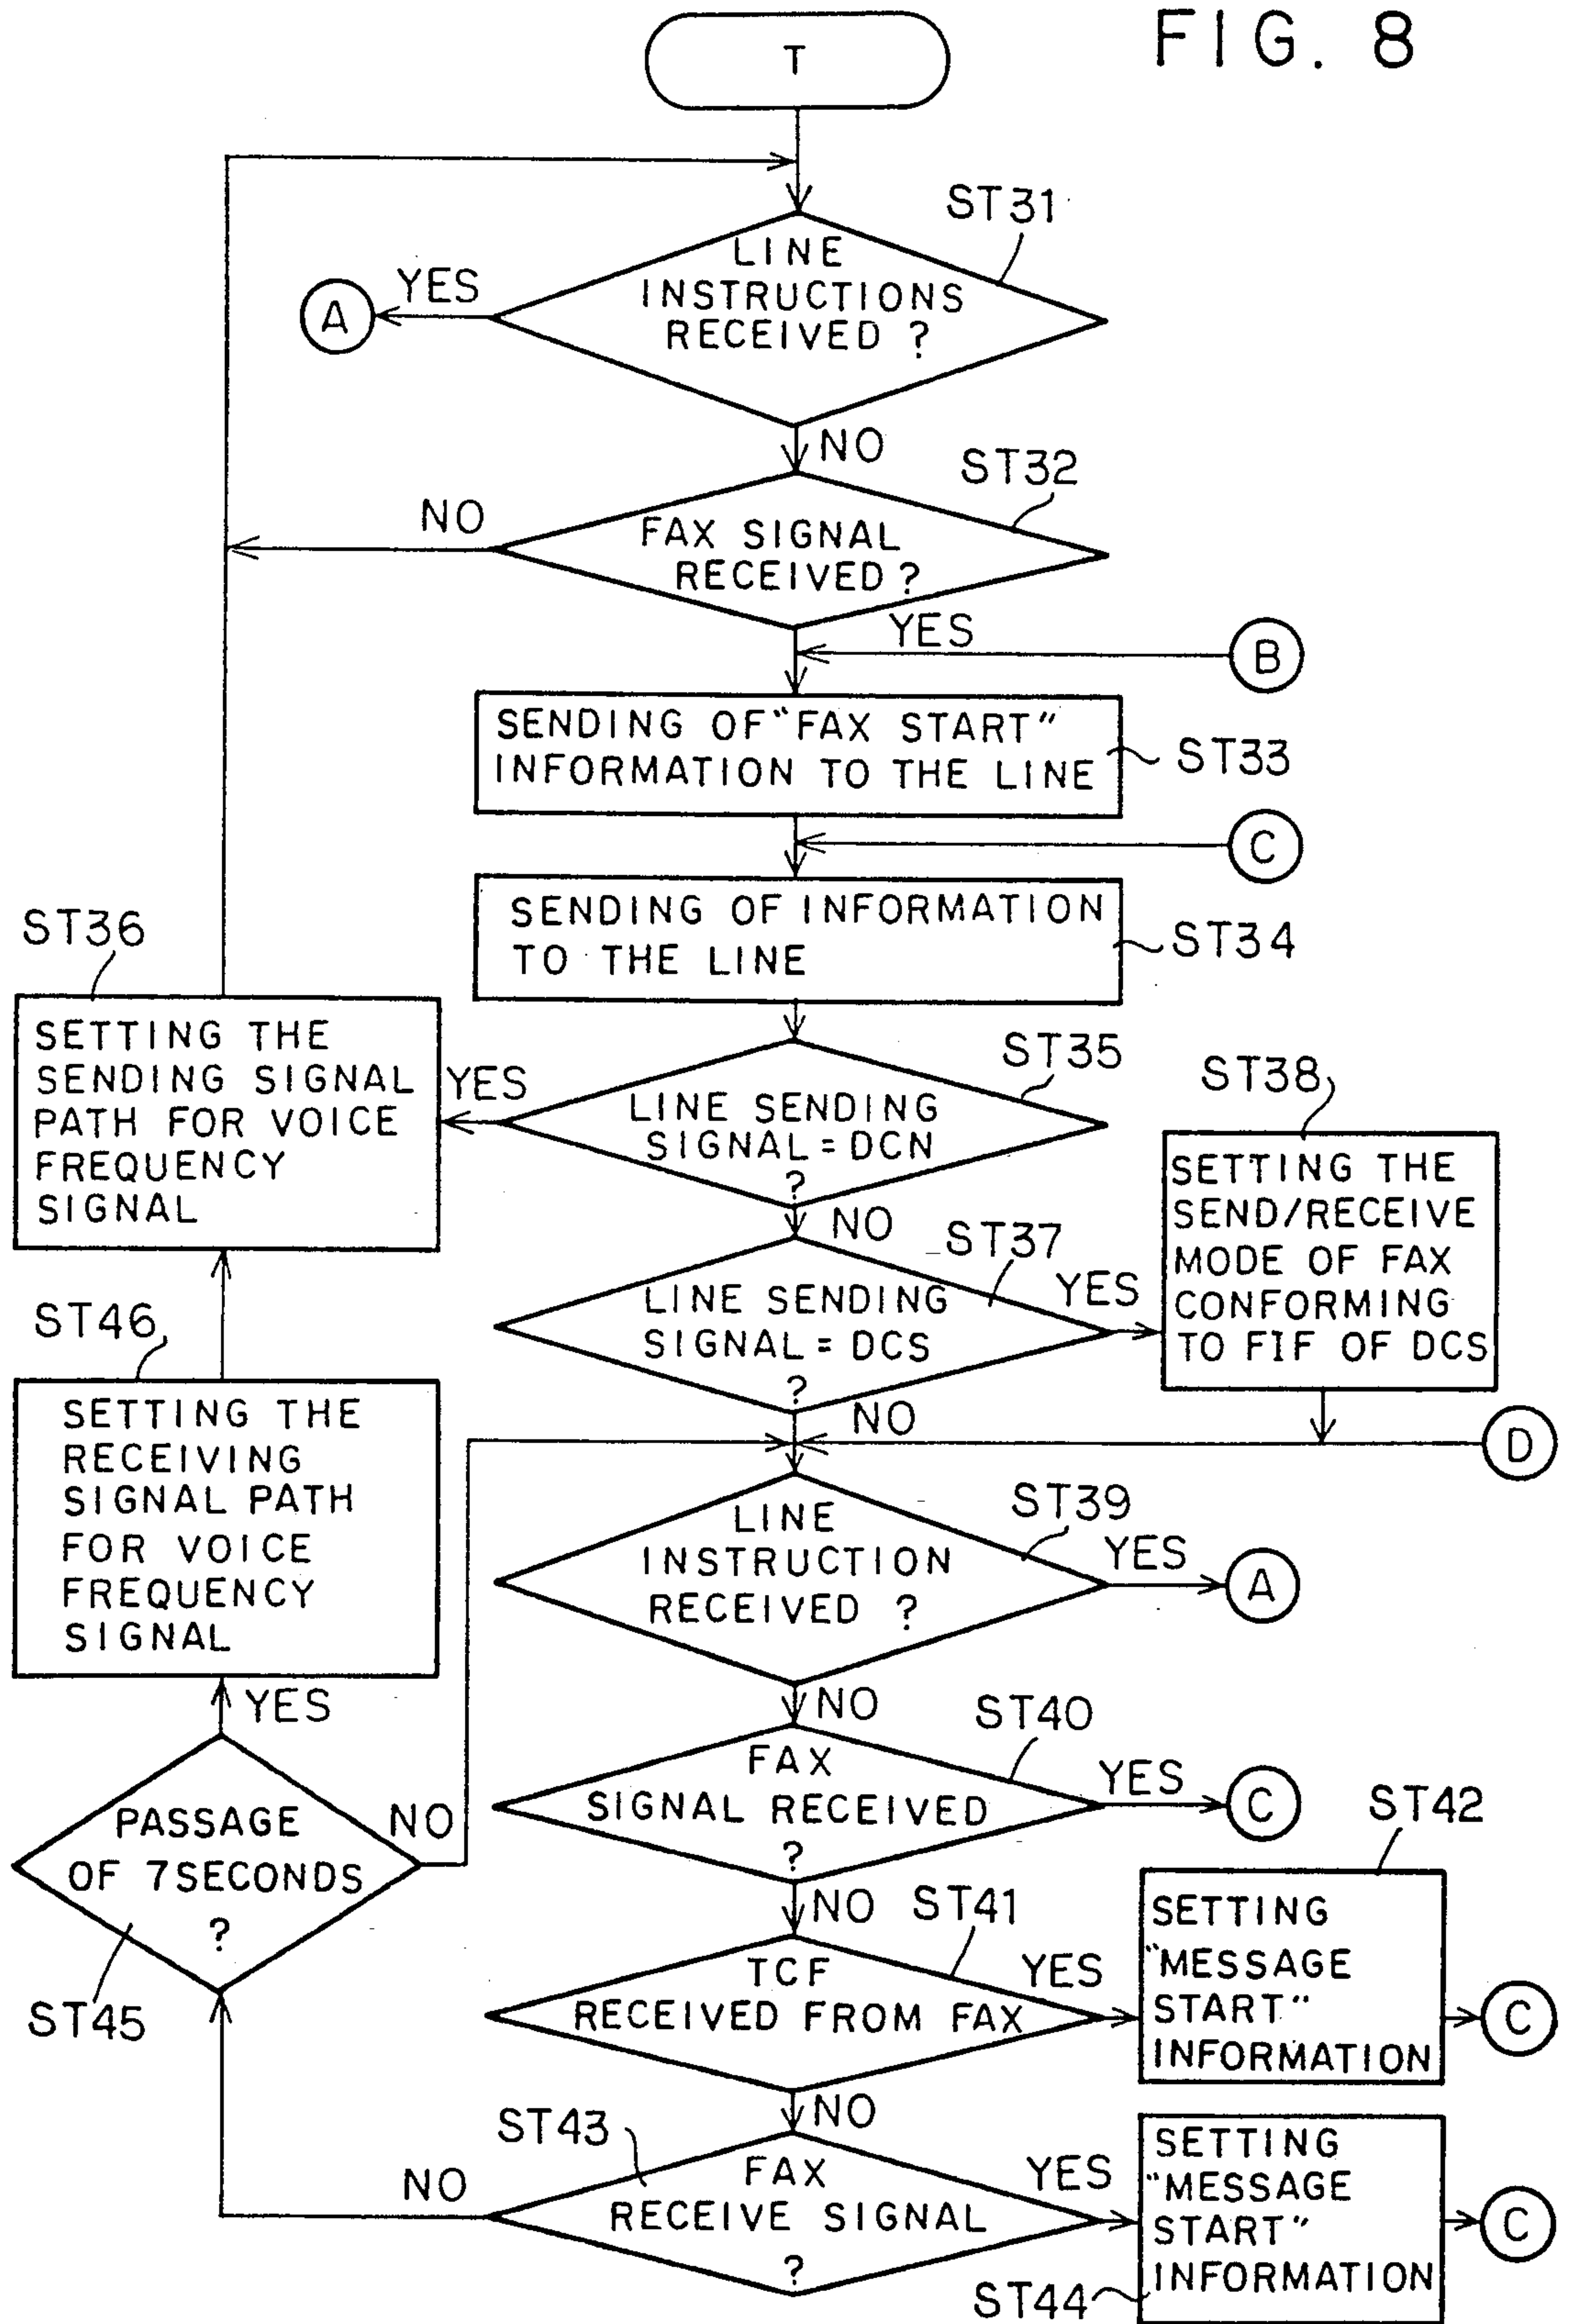 FIG. 8
T
ST31
LINE
INSTRUCTIONS
RECEIVED ?
YES
A
NO
ST32
FAX SIGNAL
RECEIVED ?
NO
YES
B
SENDING OF "FAX START"
INFORMATION TO THE LINE
ST33
C
SENDING OF INFORMATION
TO THE LINE
ST34
ST36
SETTING THE
SENDING SIGNAL
PATH FOR VOICE
FREQUENCY
SIGNAL
YES
ST35
LINE SENDING
SIGNAL = DCN
?
NO
ST38
SETTING THE
SEND/RECEIVE
MODE OF FAX
CONFORMING
TO FIF OF DCS
ST37
LINE SENDING
SIGNAL = DCS
?
YES
NO
D
ST46
SETTING THE
RECEIVING
SIGNAL PATH
FOR VOICE
FREQUENCY
SIGNAL
ST39
LINE
INSTRUCTION
RECEIVED ?
YES
A
NO
YES
ST40
FAX
SIGNAL RECEIVED
?
YES
C
NO
PASSAGE
OF 7 SECONDS
?
NO
ST45
ST41
TCF
RECEIVED FROM FAX
YES
ST42
SETTING
"MESSAGE
START"
INFORMATION
C
NO
ST43
FAX
RECEIVE SIGNAL
?
NO
YES
SETTING
"MESSAGE
START"
INFORMATION
ST44
C